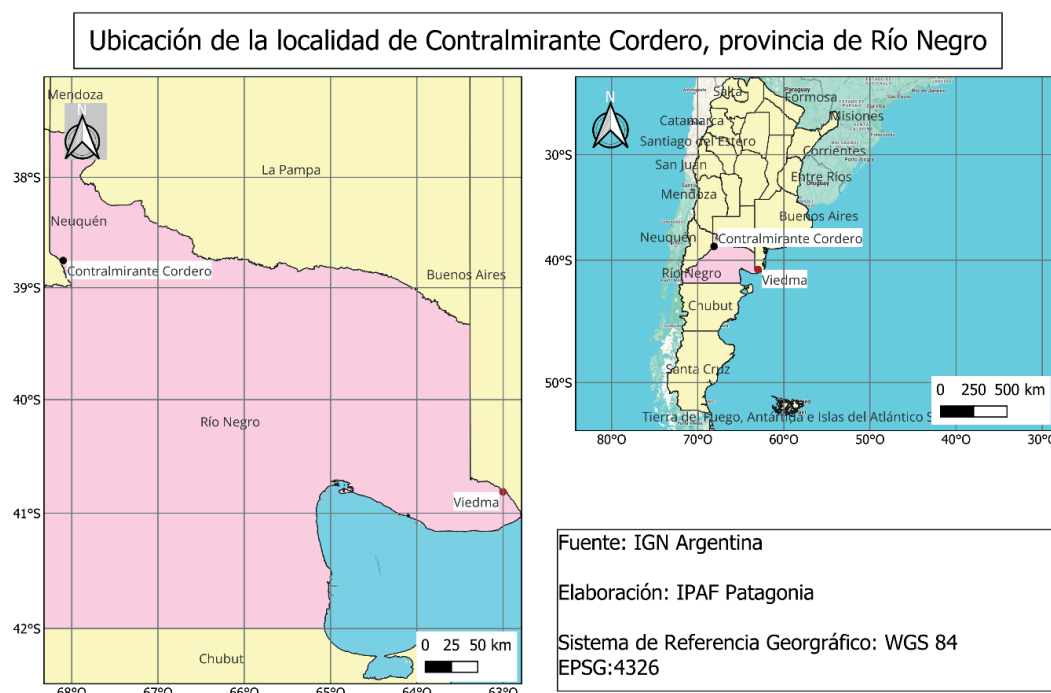 Ubicación de la localidad de Contralmirante Cordero, provincia de Río Negro
Mendoza
N
La Pampa
38°S
Neuquén
Contralmirante Cordero
Buenos Aires
39°S
40°S
Río Negro
Viedma
41°S
42°S
Chubut
0 25 50 km
68°O 67°O 66°O 65°O 64°O 63°O
N
Salta
Paraguay
Formosa
Catamarca
Misiones
Santiago del Estero
Corrientes
30°S
San Juan
Porto Alegre
Entre Ríos
Uruguay
Mendoza
Buenos Aires
Neuquén
Contralmirante Cordero
40°S
Río Negro
Viedma
Chubut
Santa Cruz
50°S
0 250 500 km
Tierra del Fuego, Antártida e Islas del Atlántico S
80°O 70°O 60°O 50°O 40°O 30°O
Fuente: IGN Argentina
Elaboración: IPAF Patagonia
Sistema de Referencia Georgráfico: WGS 84
EPSG:4326